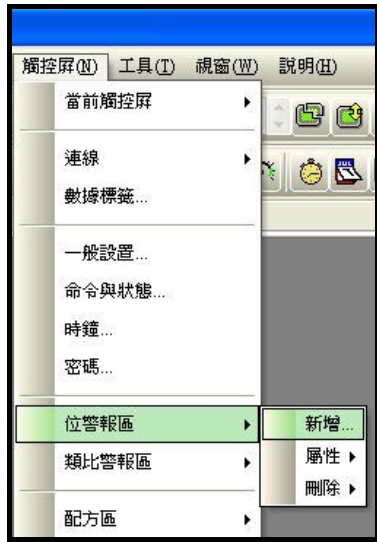 觸控屏(N) 工具(T) 視窗(W) 說明(H)
當前觸控屏
連線
數據標籤...
一般設置...
命令與狀態...
時鐘...
密碼...
位警報區
新增...
類比警報區
屬性
刪除
配方區
JUL